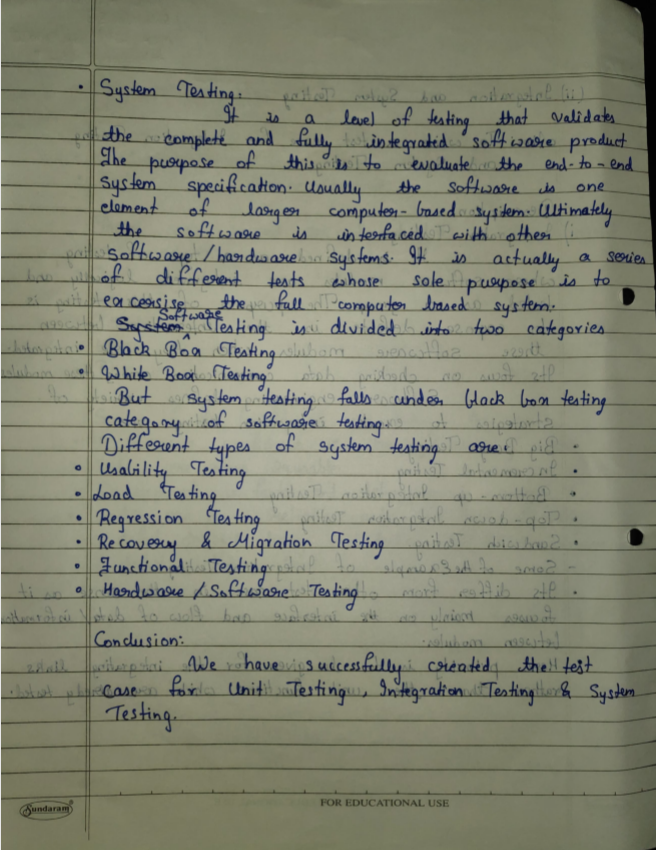 • System Testing:
It is a level of testing that validates
the complete and fully integrated software product
The purpose of this is to evaluate the end-to-end
system specification. Usually the software is one
element of larger computer-based system. Ultimately
the software is interfaced with other
software/hardware systems. It is actually a series
of different tests whose sole purpose is to
excersise the full computer based system.
Software
System Testing is divided into two categories
• Black Box Testing
• White Box Testing
But system testing falls under black box testing
category of software testing.
Different types of system testing are:
• Usability Testing
• Load Testing
• Regression Testing
• Recovery & Migration Testing
• Functional Testing
• Hardware / Software Testing
Conclusion:
We have successfully created the test
case for Unit Testing, Integration Testing & System
Testing.
Sundaram®
FOR EDUCATIONAL USE